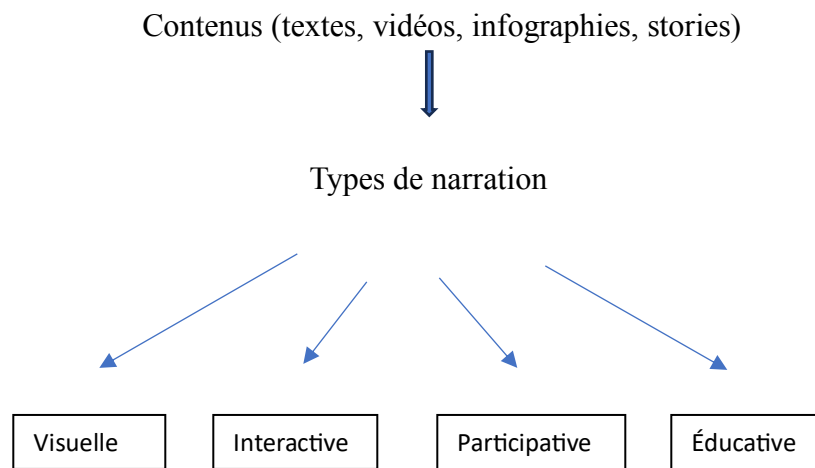 Contenus (textes, vidéos, infographies, stories)
Types de narration
Visuelle
Interactive
Participative
Éducative